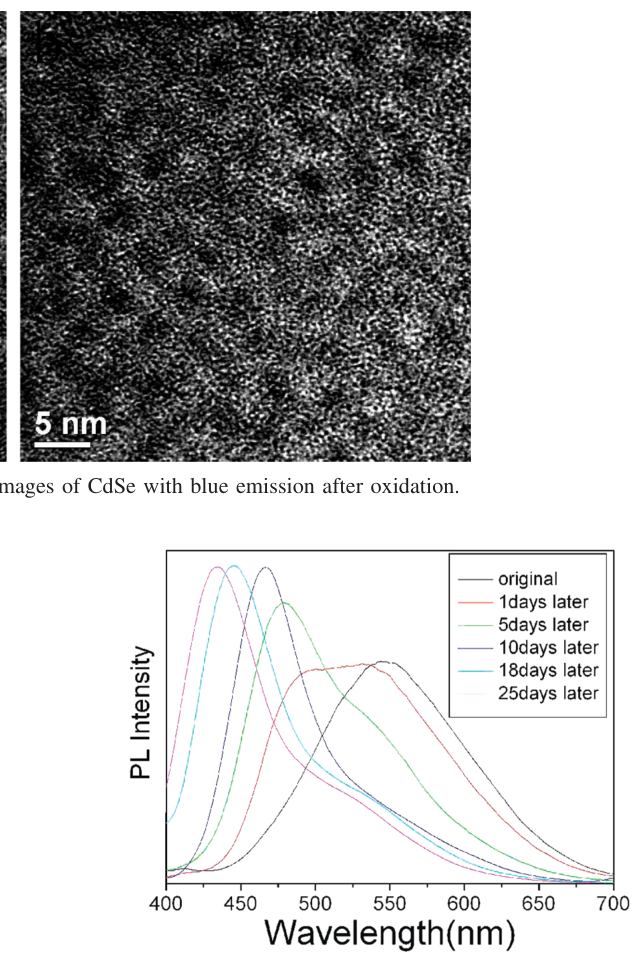 5 nm
mages of CdSe with blue emission after oxidation.
original
1days later
5days later
10days later
18days later
25days later
PL Intensity
400 450 500 550 600 650 700
Wavelength(nm)